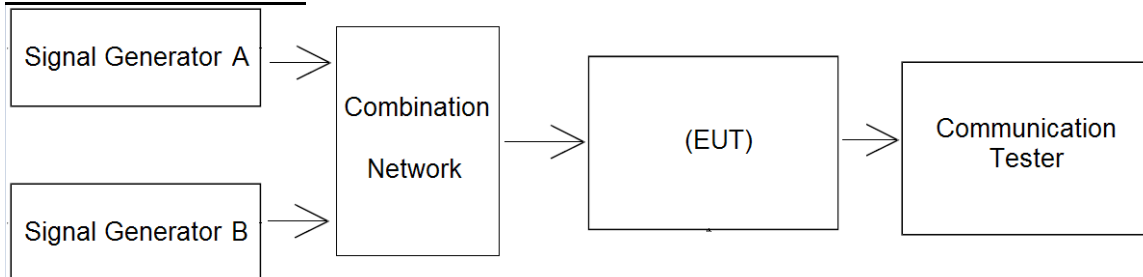 Signal Generator A
Combination
Network
(EUT)
Communication
Tester
Signal Generator B